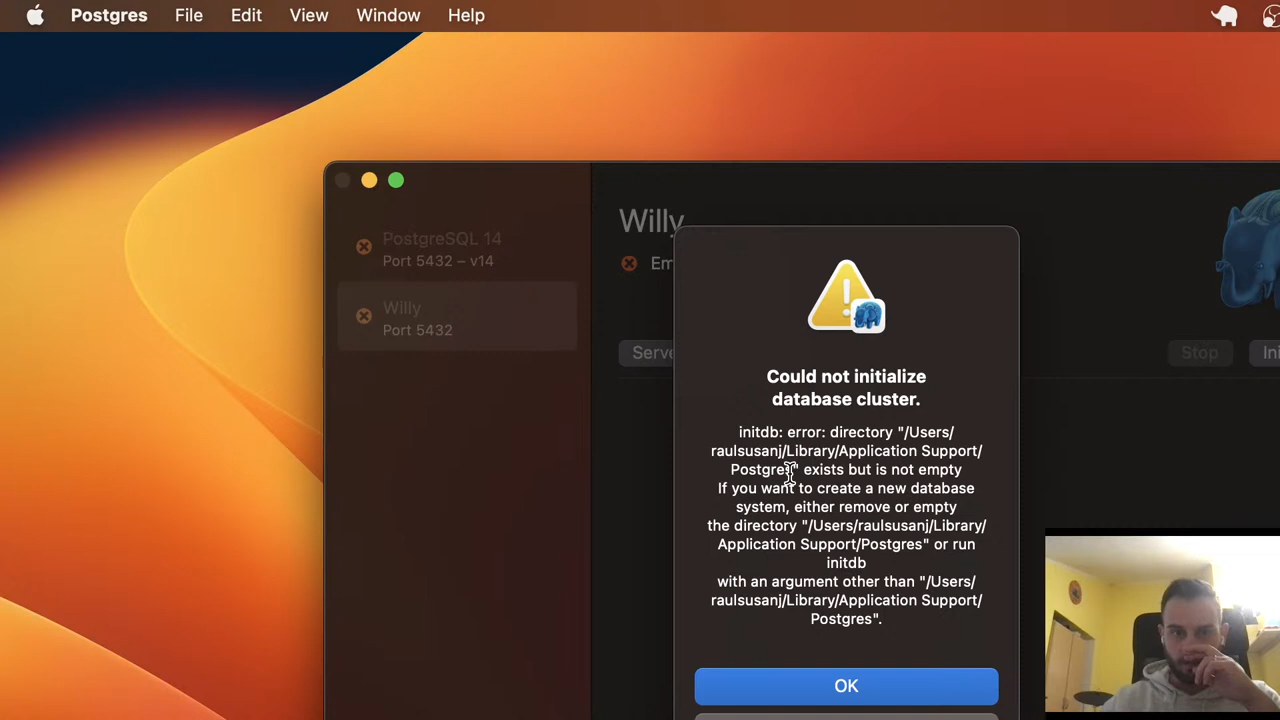 Postgres File Edit View Window Help
PostgreSQL 14
Port 5432 – v14
Willy
Port 5432
Willy
Could not initialize
database cluster.
initdb: error: directory "/Users/
raulsusanj/Library/Application Support/
Postgres" exists but is not empty
If you want to create a new database
system, either remove or empty
the directory "/Users/raulsusanj/Library/
Application Support/Postgres" or run
initdb
with an argument other than "/Users/
raulsusanj/Library/Application Support/
Postgres".
OK
Stop